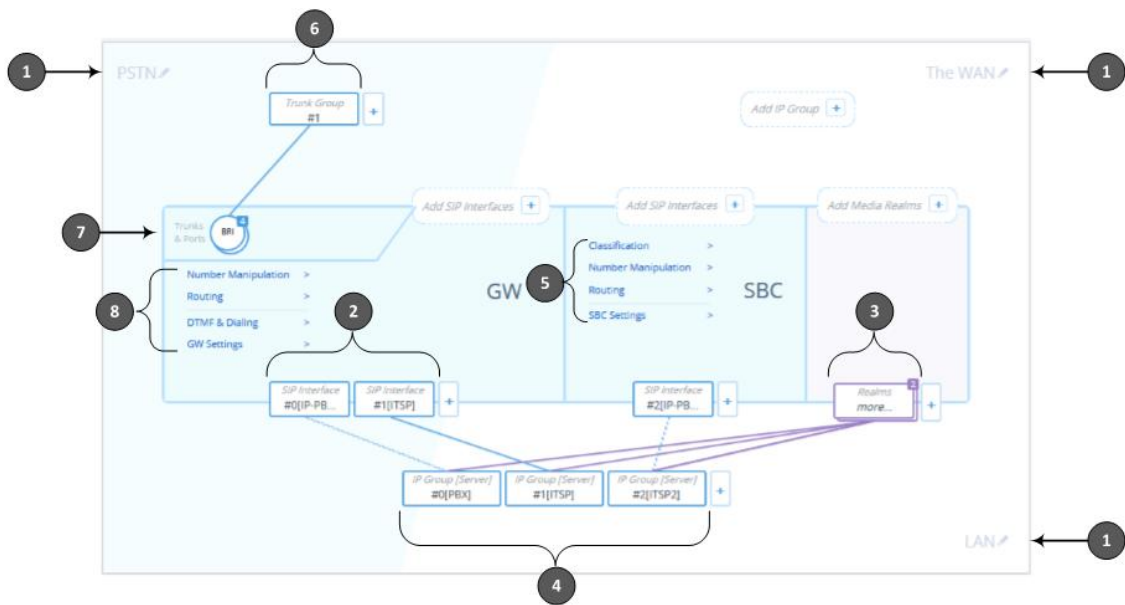 6
1
PSTN
The WAN
1
Trunk Group
#1
+
Add IP Group +
7
Trunks
& Ports
BRI
4
Add SIP Interfaces +
Add SIP Interfaces +
Add Media Realms +
8
Number Manipulation >
Routing >
DTMF & Dialing >
GW Settings >
2
GW
5
Classification >
Number Manipulation >
Routing >
SBC Settings >
SBC
3
SIP Interface
#0[IP-PB...
SIP Interface
#1[ITSP]
+
SIP Interface
#2[IP-PB...
+
Realms
more...
+
IP Group [Server]
#0[PBX]
IP Group [Server]
#1[ITSP]
IP Group [Server]
#2[ITSP2]
+
LAN
1
4